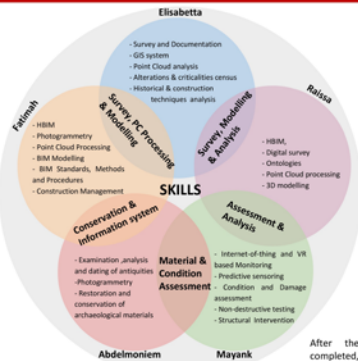 Elisabetta
- Survey and Documentation
- GIS system
- Point Cloud analysis
- Alterations & criticalities census
- Historical & construction
techniques analysis
Fatimah
- HBIM
- Photogrammetry
- Point Cloud Processing
- BIM Modelling
- BIM Standards, Methods
and Procedures
- Construction Management
Survey, PC Processing
& Modelling
Survey, Modelling
& Analysis
Raissa
- HBIM,
- Digital survey
- Ontologies
- Point Cloud processing
- 3D modelling
SKILLS
Conservation &
Information system
Assessment &
Analysis
Material &
Condition
Assessment
- Examination ,analysis
and dating of antiquities
-Photogrammetry
- Restoration and
conservation of
archaeological materials
- Internet-of-thing and VR
based Monitoring
- Predictive sensoring
- Condition and Damage
assessment
- Non-destructive testing
- Structural Intervention
Abdelmoniem
Mayank
After the
completed,